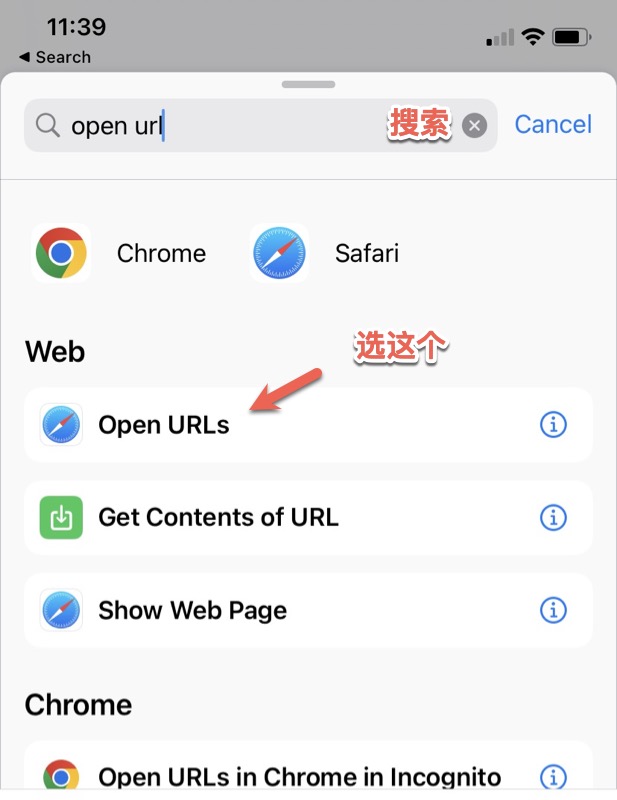 11:39
◀ Search
open url
搜索
Cancel
Chrome
Safari
选这个
Web
Open URLs
Get Contents of URL
Show Web Page
Chrome
Open URLs in Chrome in Incognito